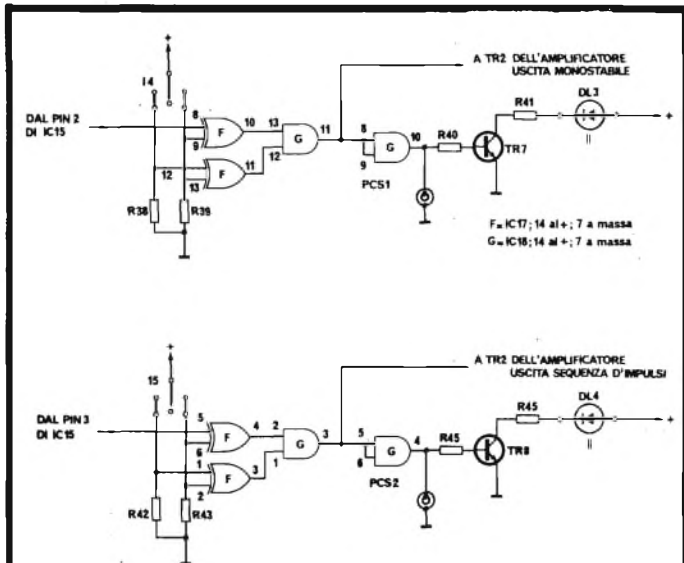 +
14
A TR2 DELL'AMPLIFICATORE
USCITA MONOSTABILE
DL3
R41
+
DAL PIN 2
DI IC15
8
9
F
10
13
12
G
11
8
9
G
10
R40
TR7
12
13
F
11
PCS1
R38
R39
F=IC17; 14 al +; 7 a massa
G=IC18; 14 al +; 7 a massa
+
15
A TR2 DELL'AMPLIFICATORE
USCITA SEQUENZA D'IMPULSI
DL4
R45
+
DAL PIN 3
DI IC15
5
6
F
4
2
1
G
3
5
6
G
4
R45
TR8
1
2
F
3
PCS2
R42
R43